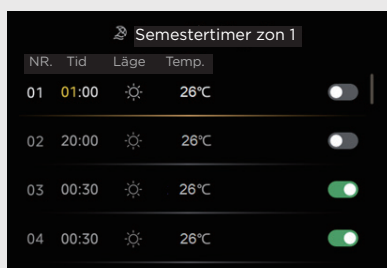 Semestertimer zon 1
NR. Tid Läge Temp.
01 01:00 26℃
02 20:00 26℃
03 00:30 26℃
04 00:30 26℃